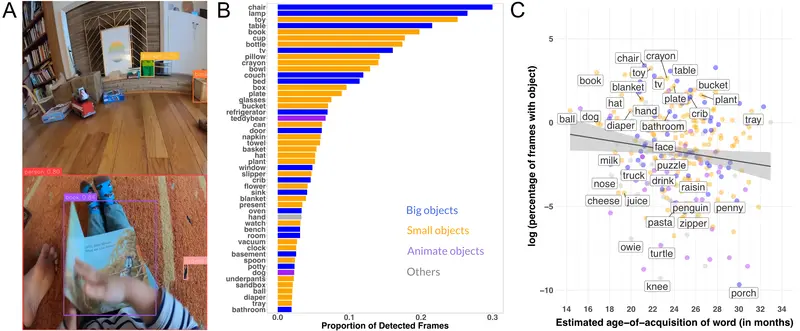 A
B
C
person 0.86
book 0.84
chair
lamp
toy
table
book
cup
bottle
tv
pillow
crayon
bowl
couch
bed
box
plate
glasses
bucket
refrigerator
teddybear
can
door
napkin
towel
basket
hat
plant
window
slipper
crib
flower
sink
blanket
present
oven
hand
watch
bench
room
vacuum
clock
basement
spoon
potty
dog
underpants
sandbox
ball
diaper
tray
bathroom
0.0 0.1 0.2 0.3
Proportion of Detected Frames
Big objects
Small objects
Animate objects
Others
log (percentage of frames with object)
5
0
−5
−10
chair crayon
toy table
book blanket tv bucket
hat plate plant
ball dog hand crib tray
diaper bathroom
face
milk puzzle
truck drink raisin
nose
cheese juice penguin penny
pasta zipper
owie turtle
knee porch
14 16 18 20 22 24 26 28 30 32 34
Estimated age−of−acquisition of word (in months)